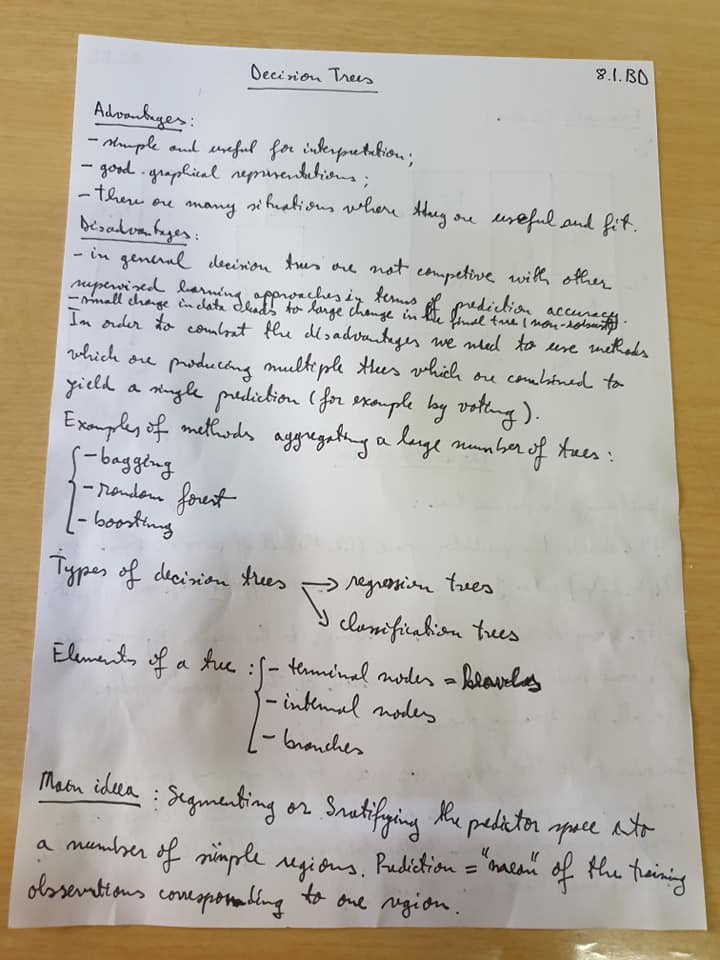 Decision Trees
8.1.BD
Advantages:
- simple and useful for interpretation;
- good graphical representations;
- there are many situations where they are useful and fit.
Disadvantages:
- in general decision trees are not competive with other
supervised learning approaches in terms of prediction accuracy.
- small change in data leads to large change in the final tree (non-robust)
In order to combat the disadvantages we need to use methods
which are producing multiple trees which are combined to
yield a single prediction (for example by voting).
Examples of methods aggregating a large number of trees:
- bagging
- random forest
- boosting
Types of decision trees → regression trees
↘ classification trees
Elements of a tree: - terminal nodes =
- internal nodes
- branches
Main idea: Segmenting or Sratifying the predictor space into
a number of simple regions. Prediction = "mean" of the training
observations corresponding to one region.